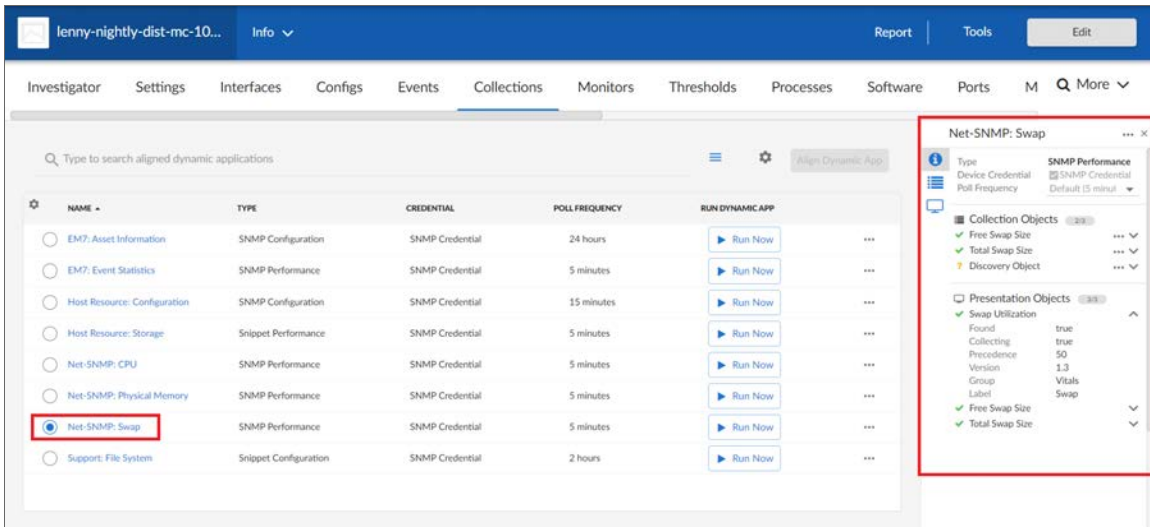 lenny-nightly-dist-mc-10... Info Report Tools Edit
Investigator Settings Interfaces Configs Events Collections Monitors Thresholds Processes Software Ports M More
Type to search aligned dynamic applications Align Dynamic App
NAME TYPE CREDENTIAL POLL FREQUENCY RUN DYNAMIC APP
EM7: Asset Information SNMP Configuration SNMP Credential 24 hours Run Now
EM7: Event Statistics SNMP Performance SNMP Credential 5 minutes Run Now
Host Resource: Configuration SNMP Configuration SNMP Credential 15 minutes Run Now
Host Resource: Storage Snippet Performance SNMP Credential 5 minutes Run Now
Net-SNMP: CPU SNMP Performance SNMP Credential 5 minutes Run Now
Net-SNMP: Physical Memory SNMP Performance SNMP Credential 5 minutes Run Now
Net-SNMP: Swap SNMP Performance SNMP Credential 5 minutes Run Now
Support: File System Snippet Configuration SNMP Credential 2 hours Run Now
Net-SNMP: Swap
Type SNMP Performance
Device Credential SNMP Credential
Poll Frequency Default (5 minut
Collection Objects 2/3
Free Swap Size
Total Swap Size
? Discovery Object
Presentation Objects 3/3
Swap Utilization
Found true
Collecting true
Precedence 50
Version 1.3
Group Vitals
Label Swap
Free Swap Size
Total Swap Size